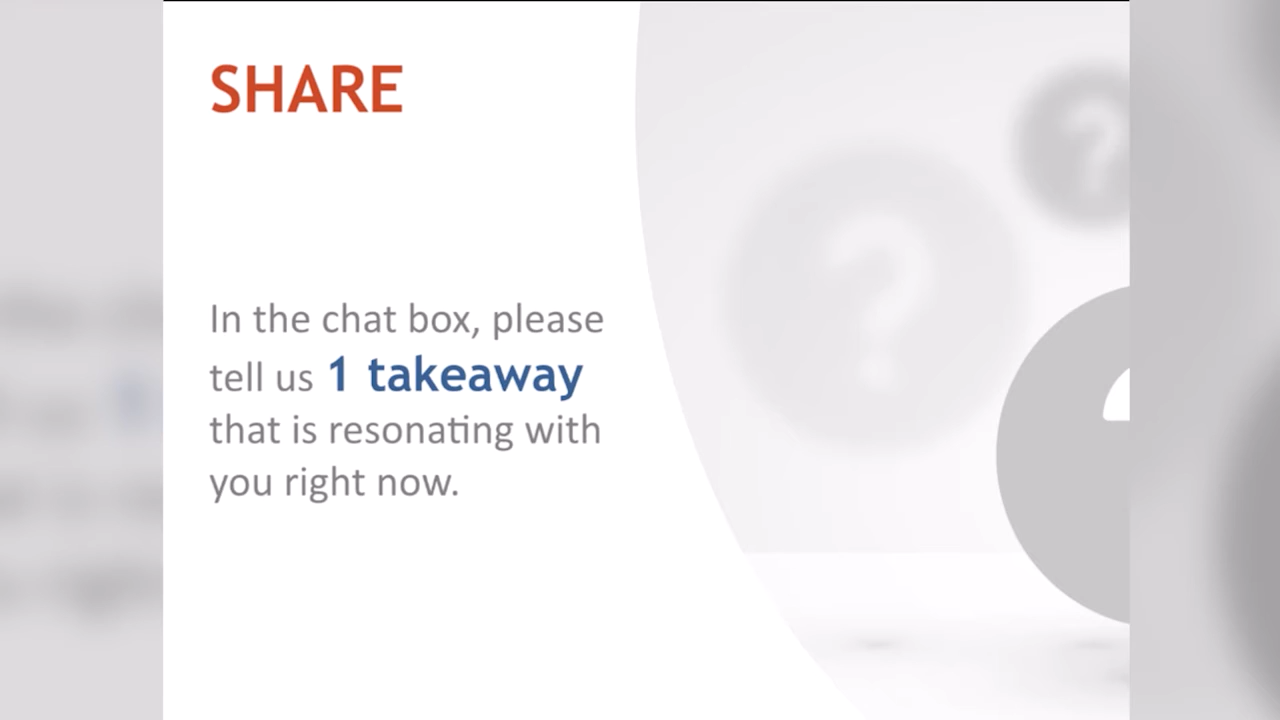 SHARE
In the chat box, please
tell us 1 takeaway
that is resonating with
you right now.